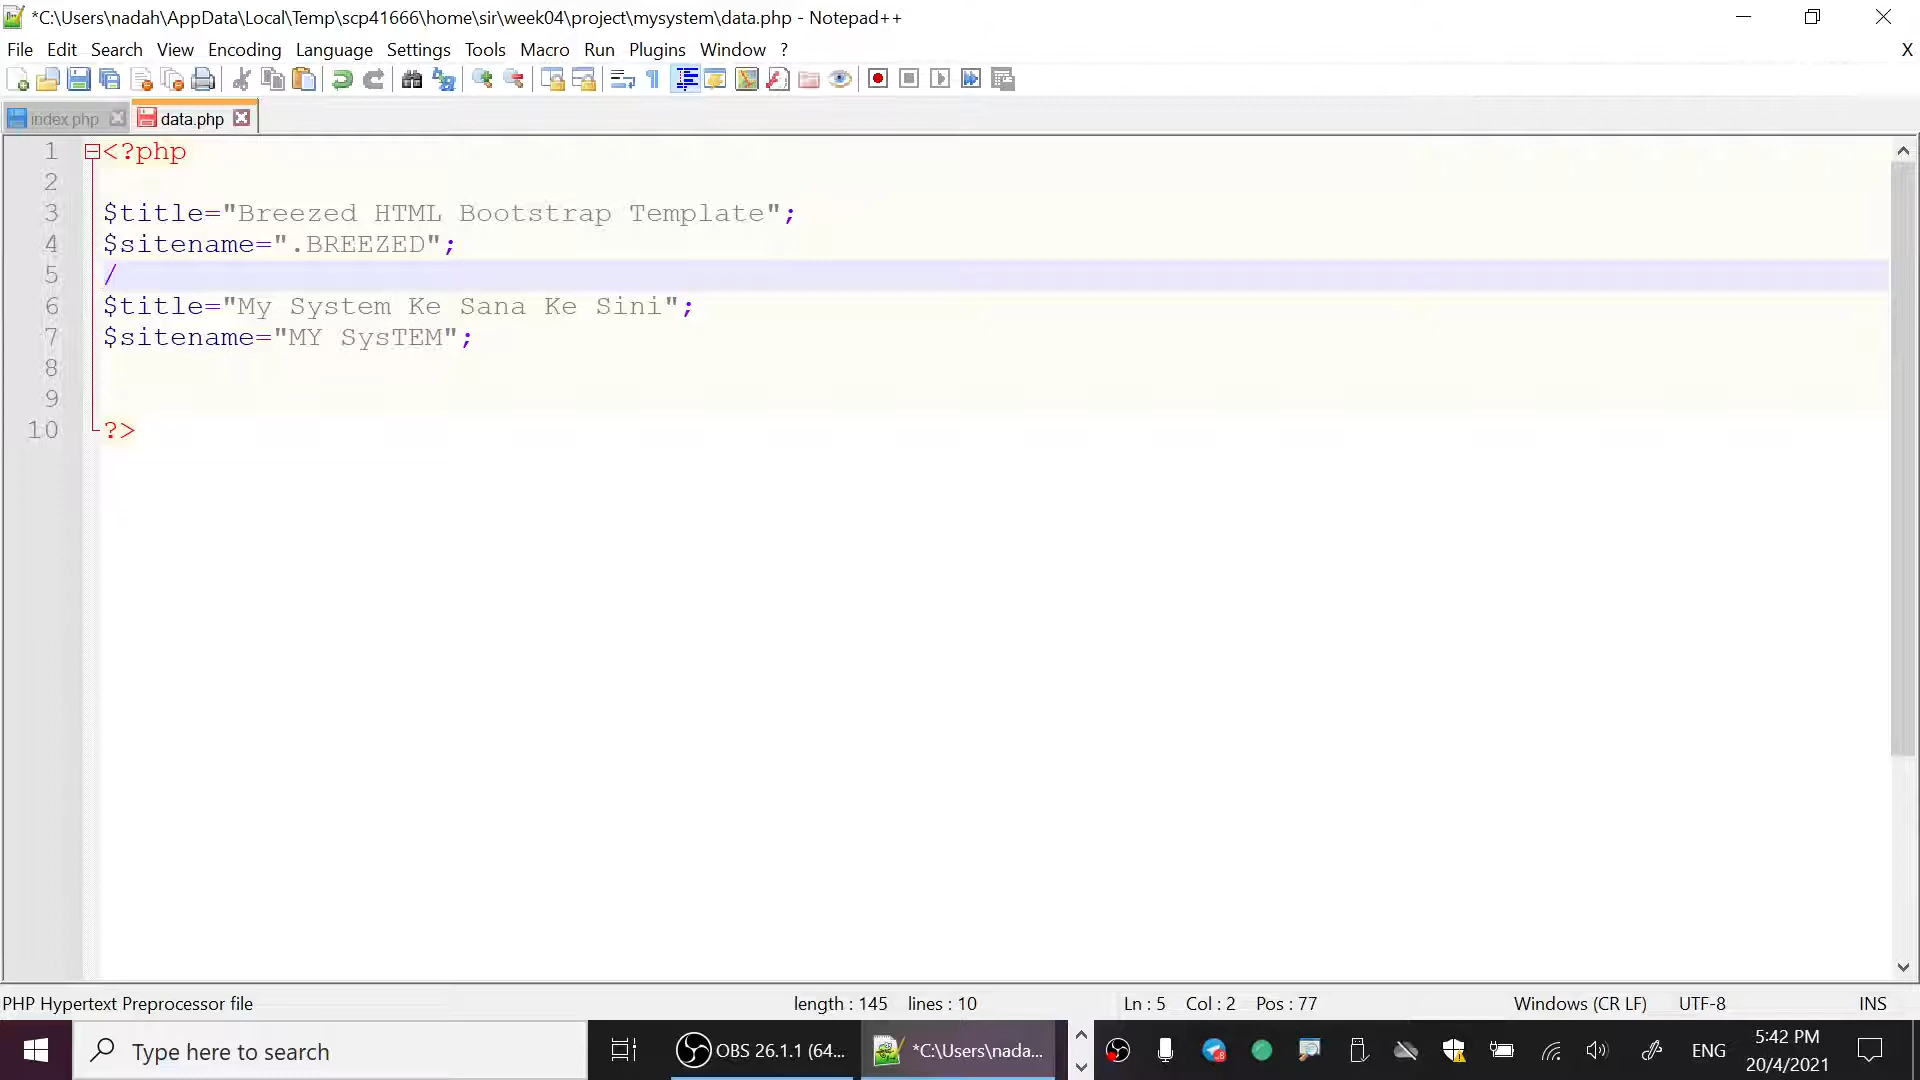 *C:\Users\nadah\AppData\Local\Temp\scp41666\home\sir\week04\project\mysystem\data.php - Notepad++
File Edit Search View Encoding Language Settings Tools Macro Run Plugins Window ?
X
index.php data.php
1 <?php
2
3 $title="Breezed HTML Bootstrap Template";
4 $sitename=".BREEZED";
5 /
6 $title="My System Ke Sana Ke Sini";
7 $sitename="MY SysTEM";
8
9
10 ?>
PHP Hypertext Preprocessor file length : 145 lines : 10 Ln : 5 Col : 2 Pos : 77 Windows (CR LF) UTF-8 INS
Type here to search OBS 26.1.1 (64... *C:\Users\nada... ENG 5:42 PM
20/4/2021